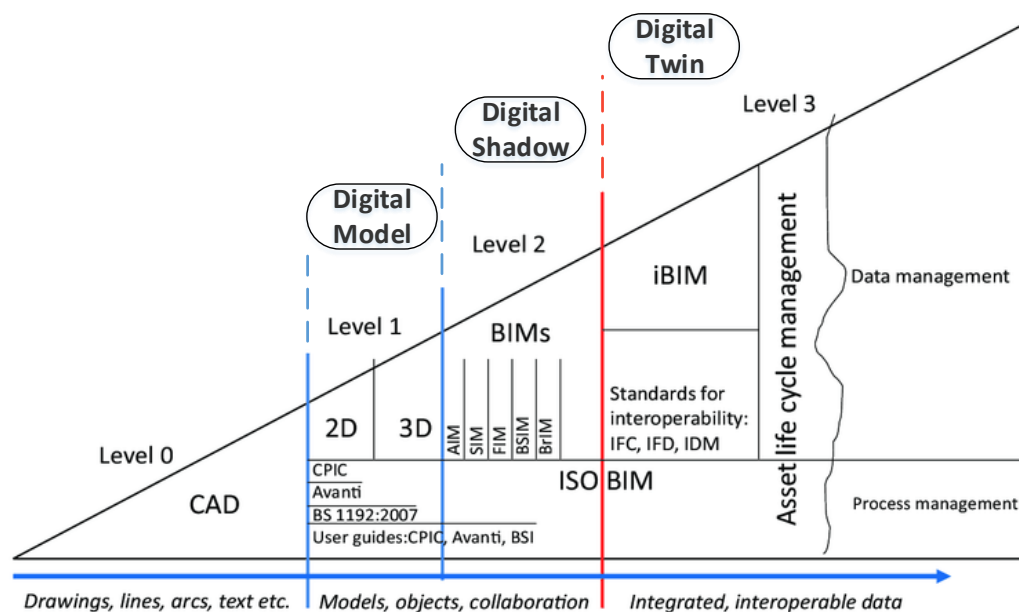 Digital
Twin
Level 3
Digital
Shadow
Digital
Model
Level 2
iBIM
Asset life cycle management
Data management
Level 1
BIMs
Standards for
interoperability:
IFC, IFD, IDM
2D
3D
AIM
SIM
FIM
BSIM
BrIM
Level 0
CAD
CPIC
Avanti
BS 1192:2007
User guides:CPIC, Avanti, BSI
ISO BIM
Process management
Drawings, lines, arcs, text etc.
Models, objects, collaboration
Integrated, interoperable data